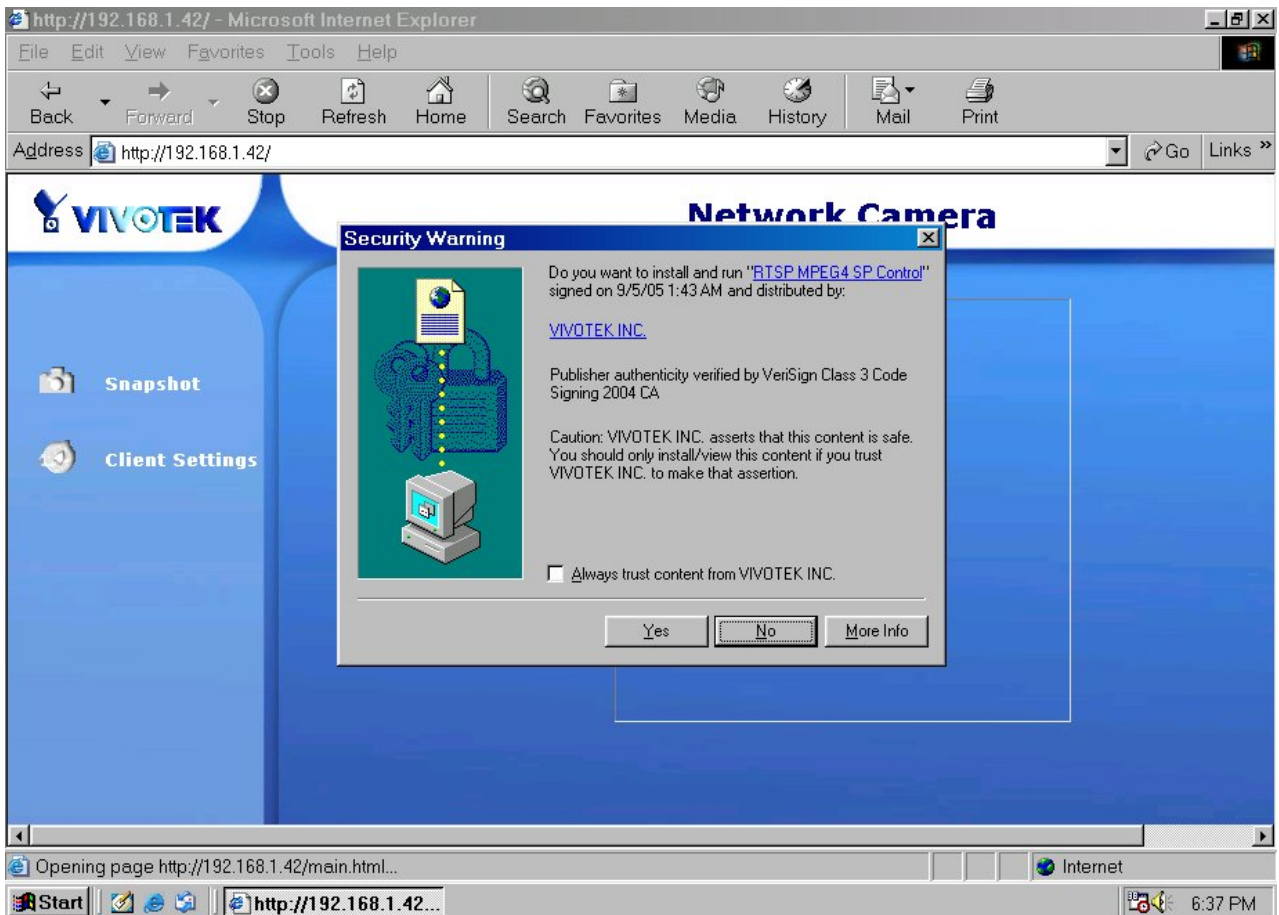 http://192.168.1.42/ - Microsoft Internet Explorer
File Edit View Favorites Tools Help
Back Forward Stop Refresh Home Search Favorites Media History Mail Print
Address http://192.168.1.42/ Go Links »
VIVOTEK
Network Camera
Snapshot
Client Settings
Security Warning
Do you want to install and run "RTSP MPEG4 SP Control"
signed on 9/5/05 1:43 AM and distributed by:
VIVOTEK INC.
Publisher authenticity verified by VeriSign Class 3 Code
Signing 2004 CA
Caution: VIVOTEK INC. asserts that this content is safe.
You should only install/view this content if you trust
VIVOTEK INC. to make that assertion.
Always trust content from VIVOTEK INC.
Yes No More Info
Opening page http://192.168.1.42/main.html... Internet
Start http://192.168.1.42... 6:37 PM